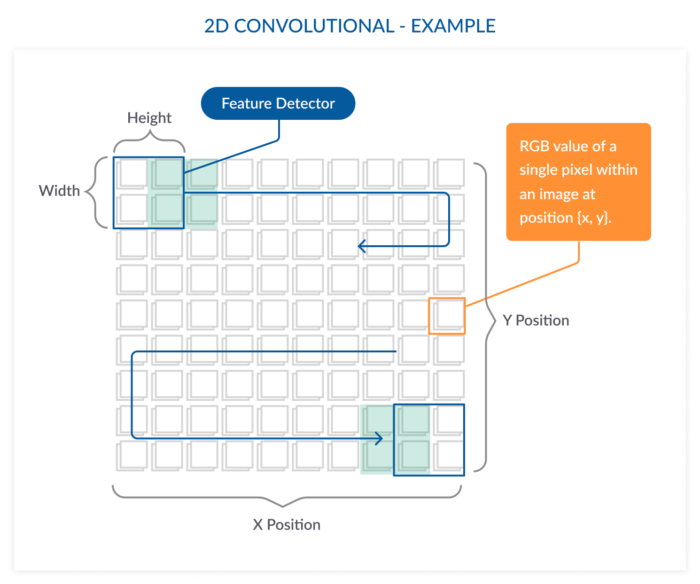 2D CONVOLUTIONAL - EXAMPLE
Feature Detector
Height
Width
RGB value of a
single pixel within
an image at
position {x, y}.
Y Position
X Position